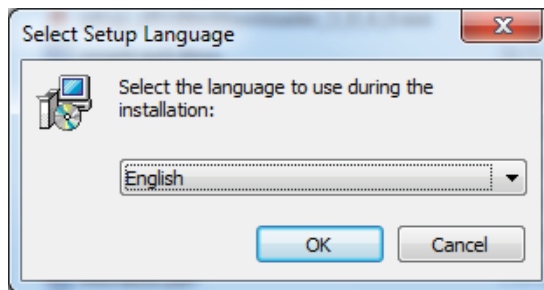 Select Setup Language
Select the language to use during the
installation:
English
OK
Cancel